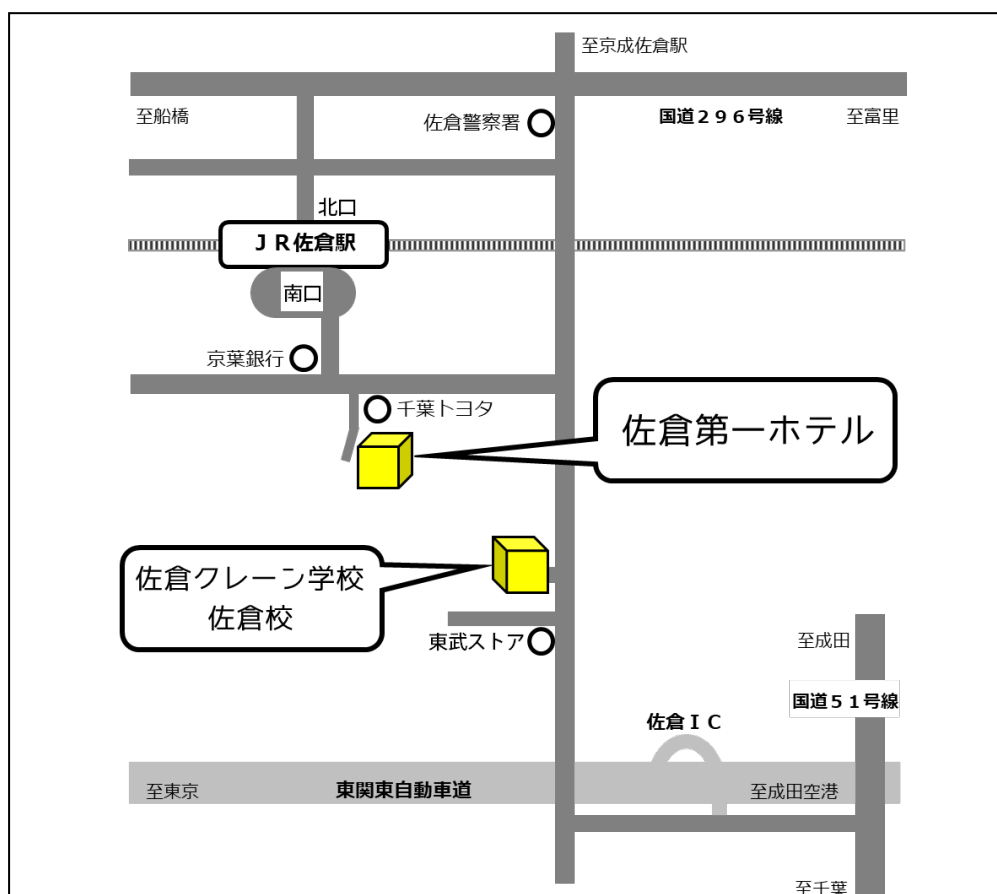 至京成佐倉駅
至船橋
佐倉警察署
国道296号線
至富里
北口
JR佐倉駅
南口
京葉銀行
千葉トヨタ
佐倉第一ホテル
佐倉クレーン学校
佐倉校
東武ストア
至成田
国道51号線
佐倉IC
至東京
東関東自動車道
至成田空港
至千葉